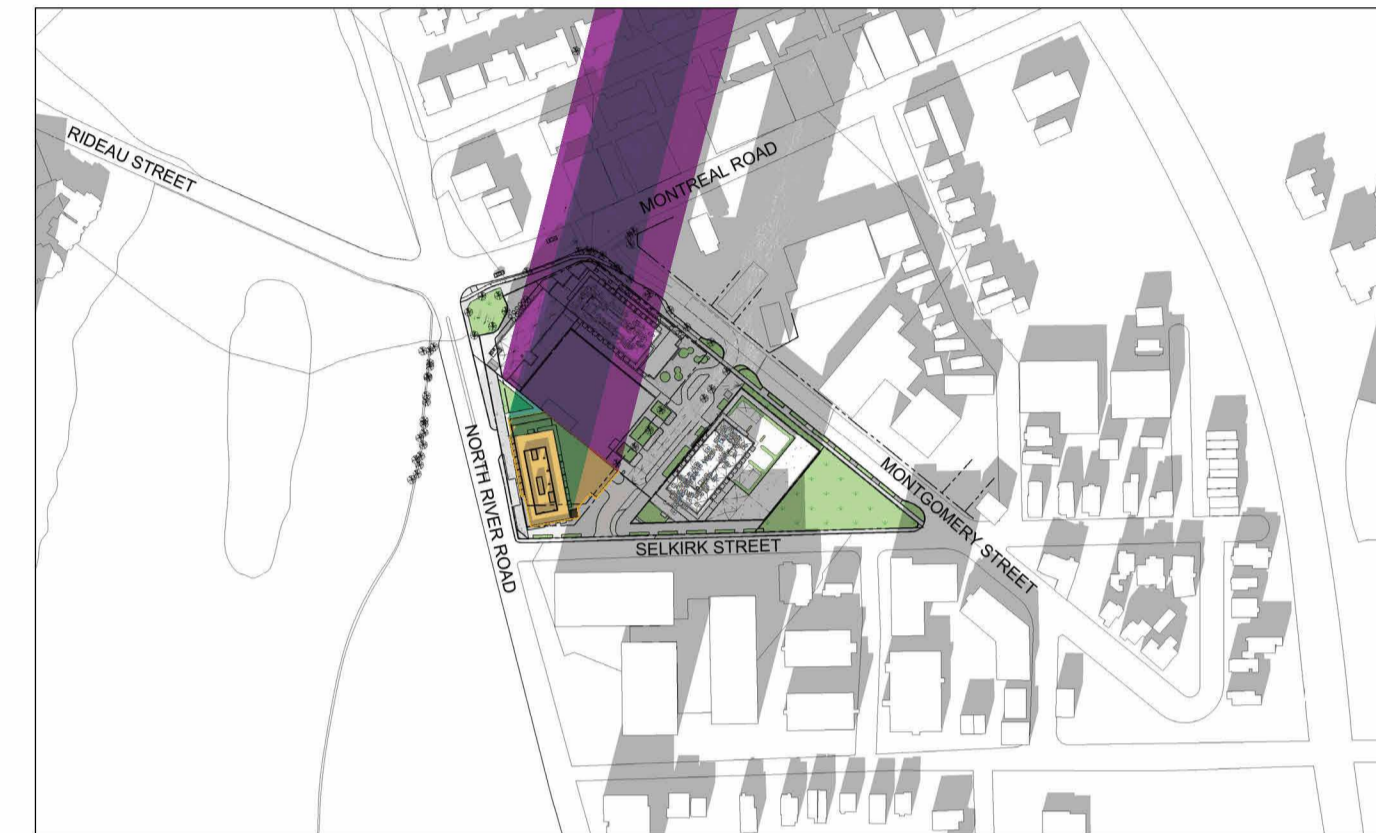 RIDEAU STREET
MONTREAL ROAD
NORTH RIVER ROAD
MONTGOMERY STREET
SELKIRK STREET